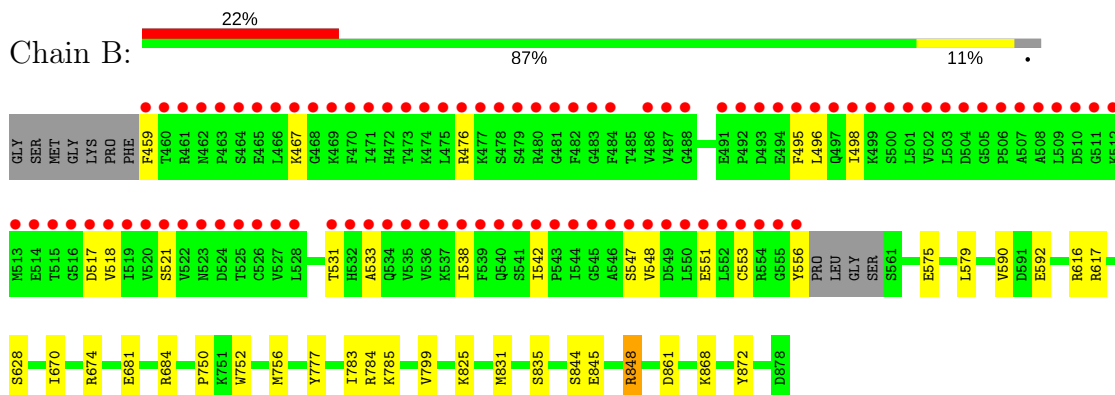 22%
Chain B:
87% 11% •
GLY SER MET GLY LYS PRO PHE F459 T460 R461 N462 P463 S464 E465 L466 K467 G468 K469 F470 I471 H472 T473 K474 L475 R476 K477 S478 S479 R480 G481 F482 G483 F484 T485 V486 V487 G488 E491 P492 D493 E494 F495 L496 Q497 I498 K499 S500 L501 V502 L503 D504 G505 P506 A507 A508 L509 D510 G511 K512
M513 E514 T515 G516 D517 V518 I519 V520 S521 V522 N523 D524 T525 C526 V527 L528 T531 H532 A533 Q534 V535 V536 K537 I538 F539 Q540 S541 I542 P543 I544 G545 A546 S547 V548 D549 L550 E551 L552 C553 R554 G555 Y556 PRO LEU GLY SER S561 E575 L579 V590 D591 E592 R616 R617
S628 I670 R674 E681 R684 P750 K751 W752 M756 Y777 I783 R784 K785 V799 K825 M831 S835 S844 E845 R848 D861 K868 Y872 D878